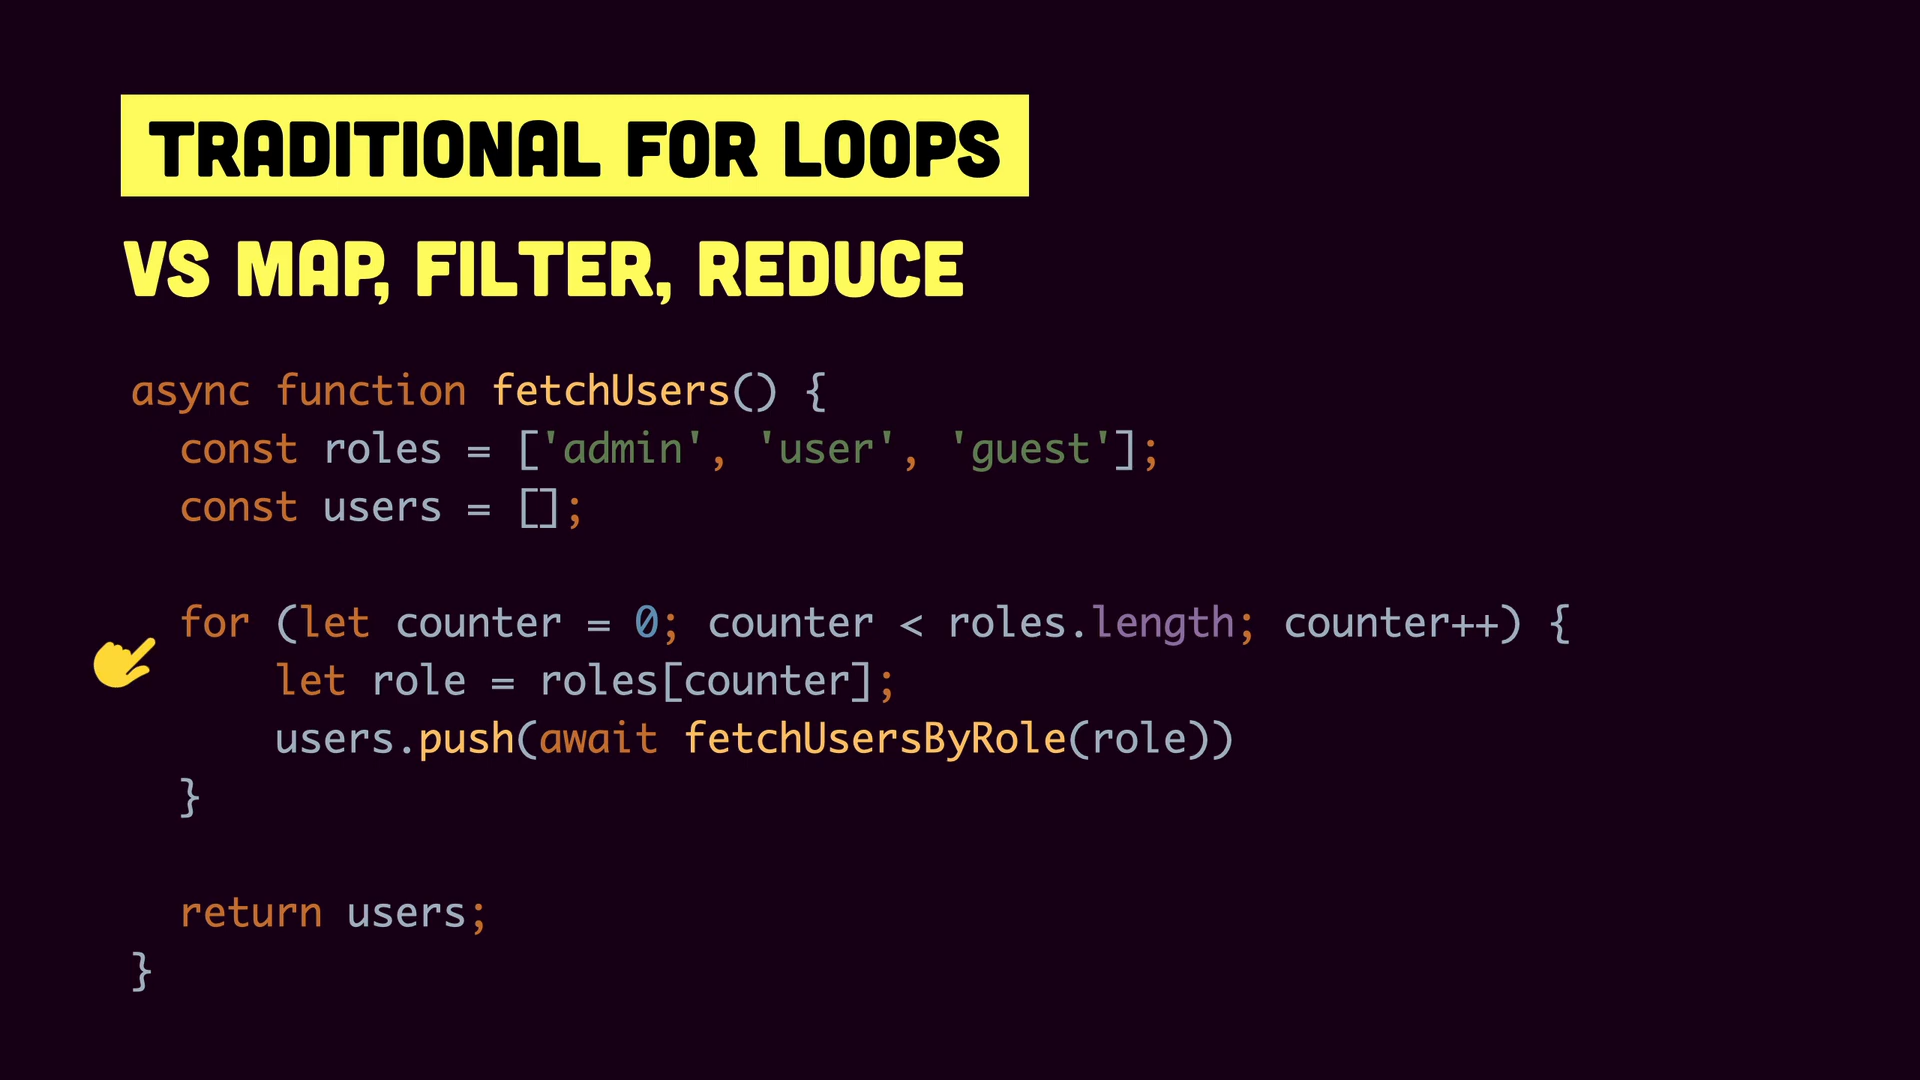 TRADITIONAL FOR LOOPS
VS MAP, FILTER, REDUCE
async function fetchUsers() {
  const roles = ['admin', 'user', 'guest'];
  const users = [];
  for (let counter = 0; counter < roles.length; counter++) {
      let role = roles[counter];
      users.push(await fetchUsersByRole(role))
  }
  return users;
}